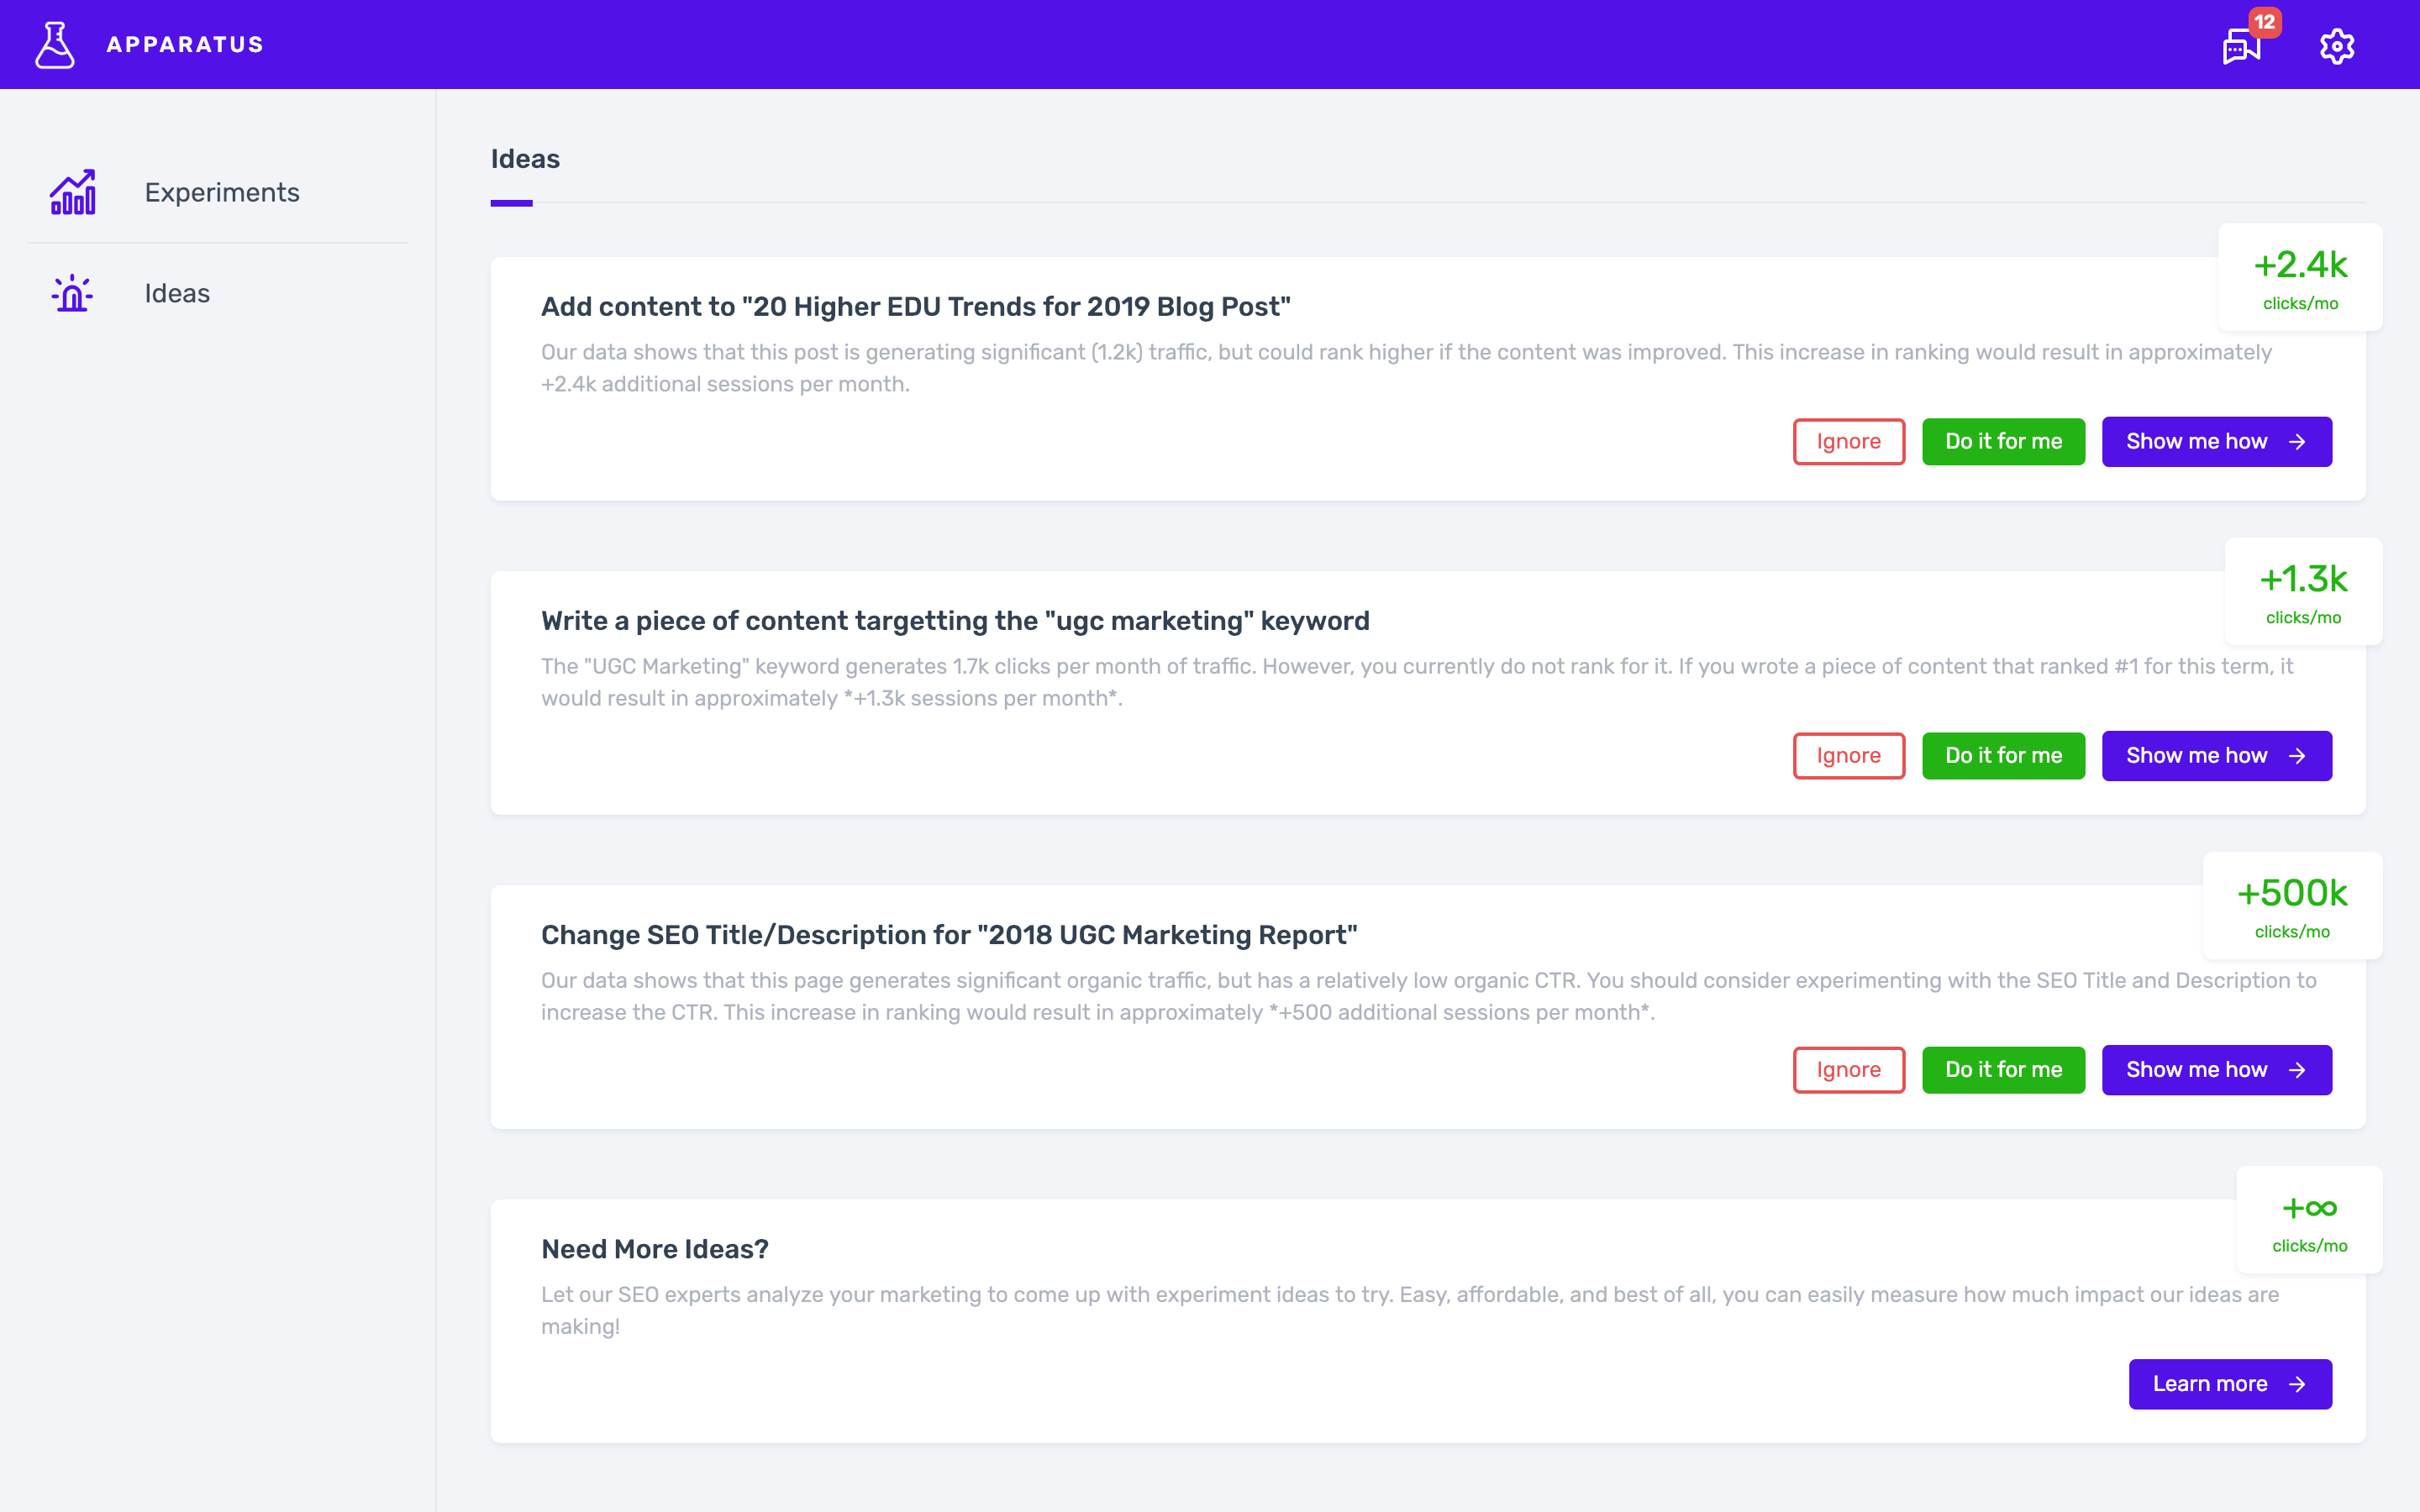 APPARATUS
12
Experiments
Ideas
Ideas
+2.4k
clicks/mo
Add content to "20 Higher EDU Trends for 2019 Blog Post"
Our data shows that this post is generating significant (1.2k) traffic, but could rank higher if the content was improved. This increase in ranking would result in approximately
+2.4k additional sessions per month.
Ignore
Do it for me
Show me how
+1.3k
clicks/mo
Write a piece of content targetting the "ugc marketing" keyword
The "UGC Marketing" keyword generates 1.7k clicks per month of traffic. However, you currently do not rank for it. If you wrote a piece of content that ranked #1 for this term, it
would result in approximately *+1.3k sessions per month*.
Ignore
Do it for me
Show me how
+500k
clicks/mo
Change SEO Title/Description for "2018 UGC Marketing Report"
Our data shows that this page generates significant organic traffic, but has a relatively low organic CTR. You should consider experimenting with the SEO Title and Description to
increase the CTR. This increase in ranking would result in approximately *+500 additional sessions per month*.
Ignore
Do it for me
Show me how
+∞
clicks/mo
Need More Ideas?
Let our SEO experts analyze your marketing to come up with experiment ideas to try. Easy, affordable, and best of all, you can easily measure how much impact our ideas are
making!
Learn more